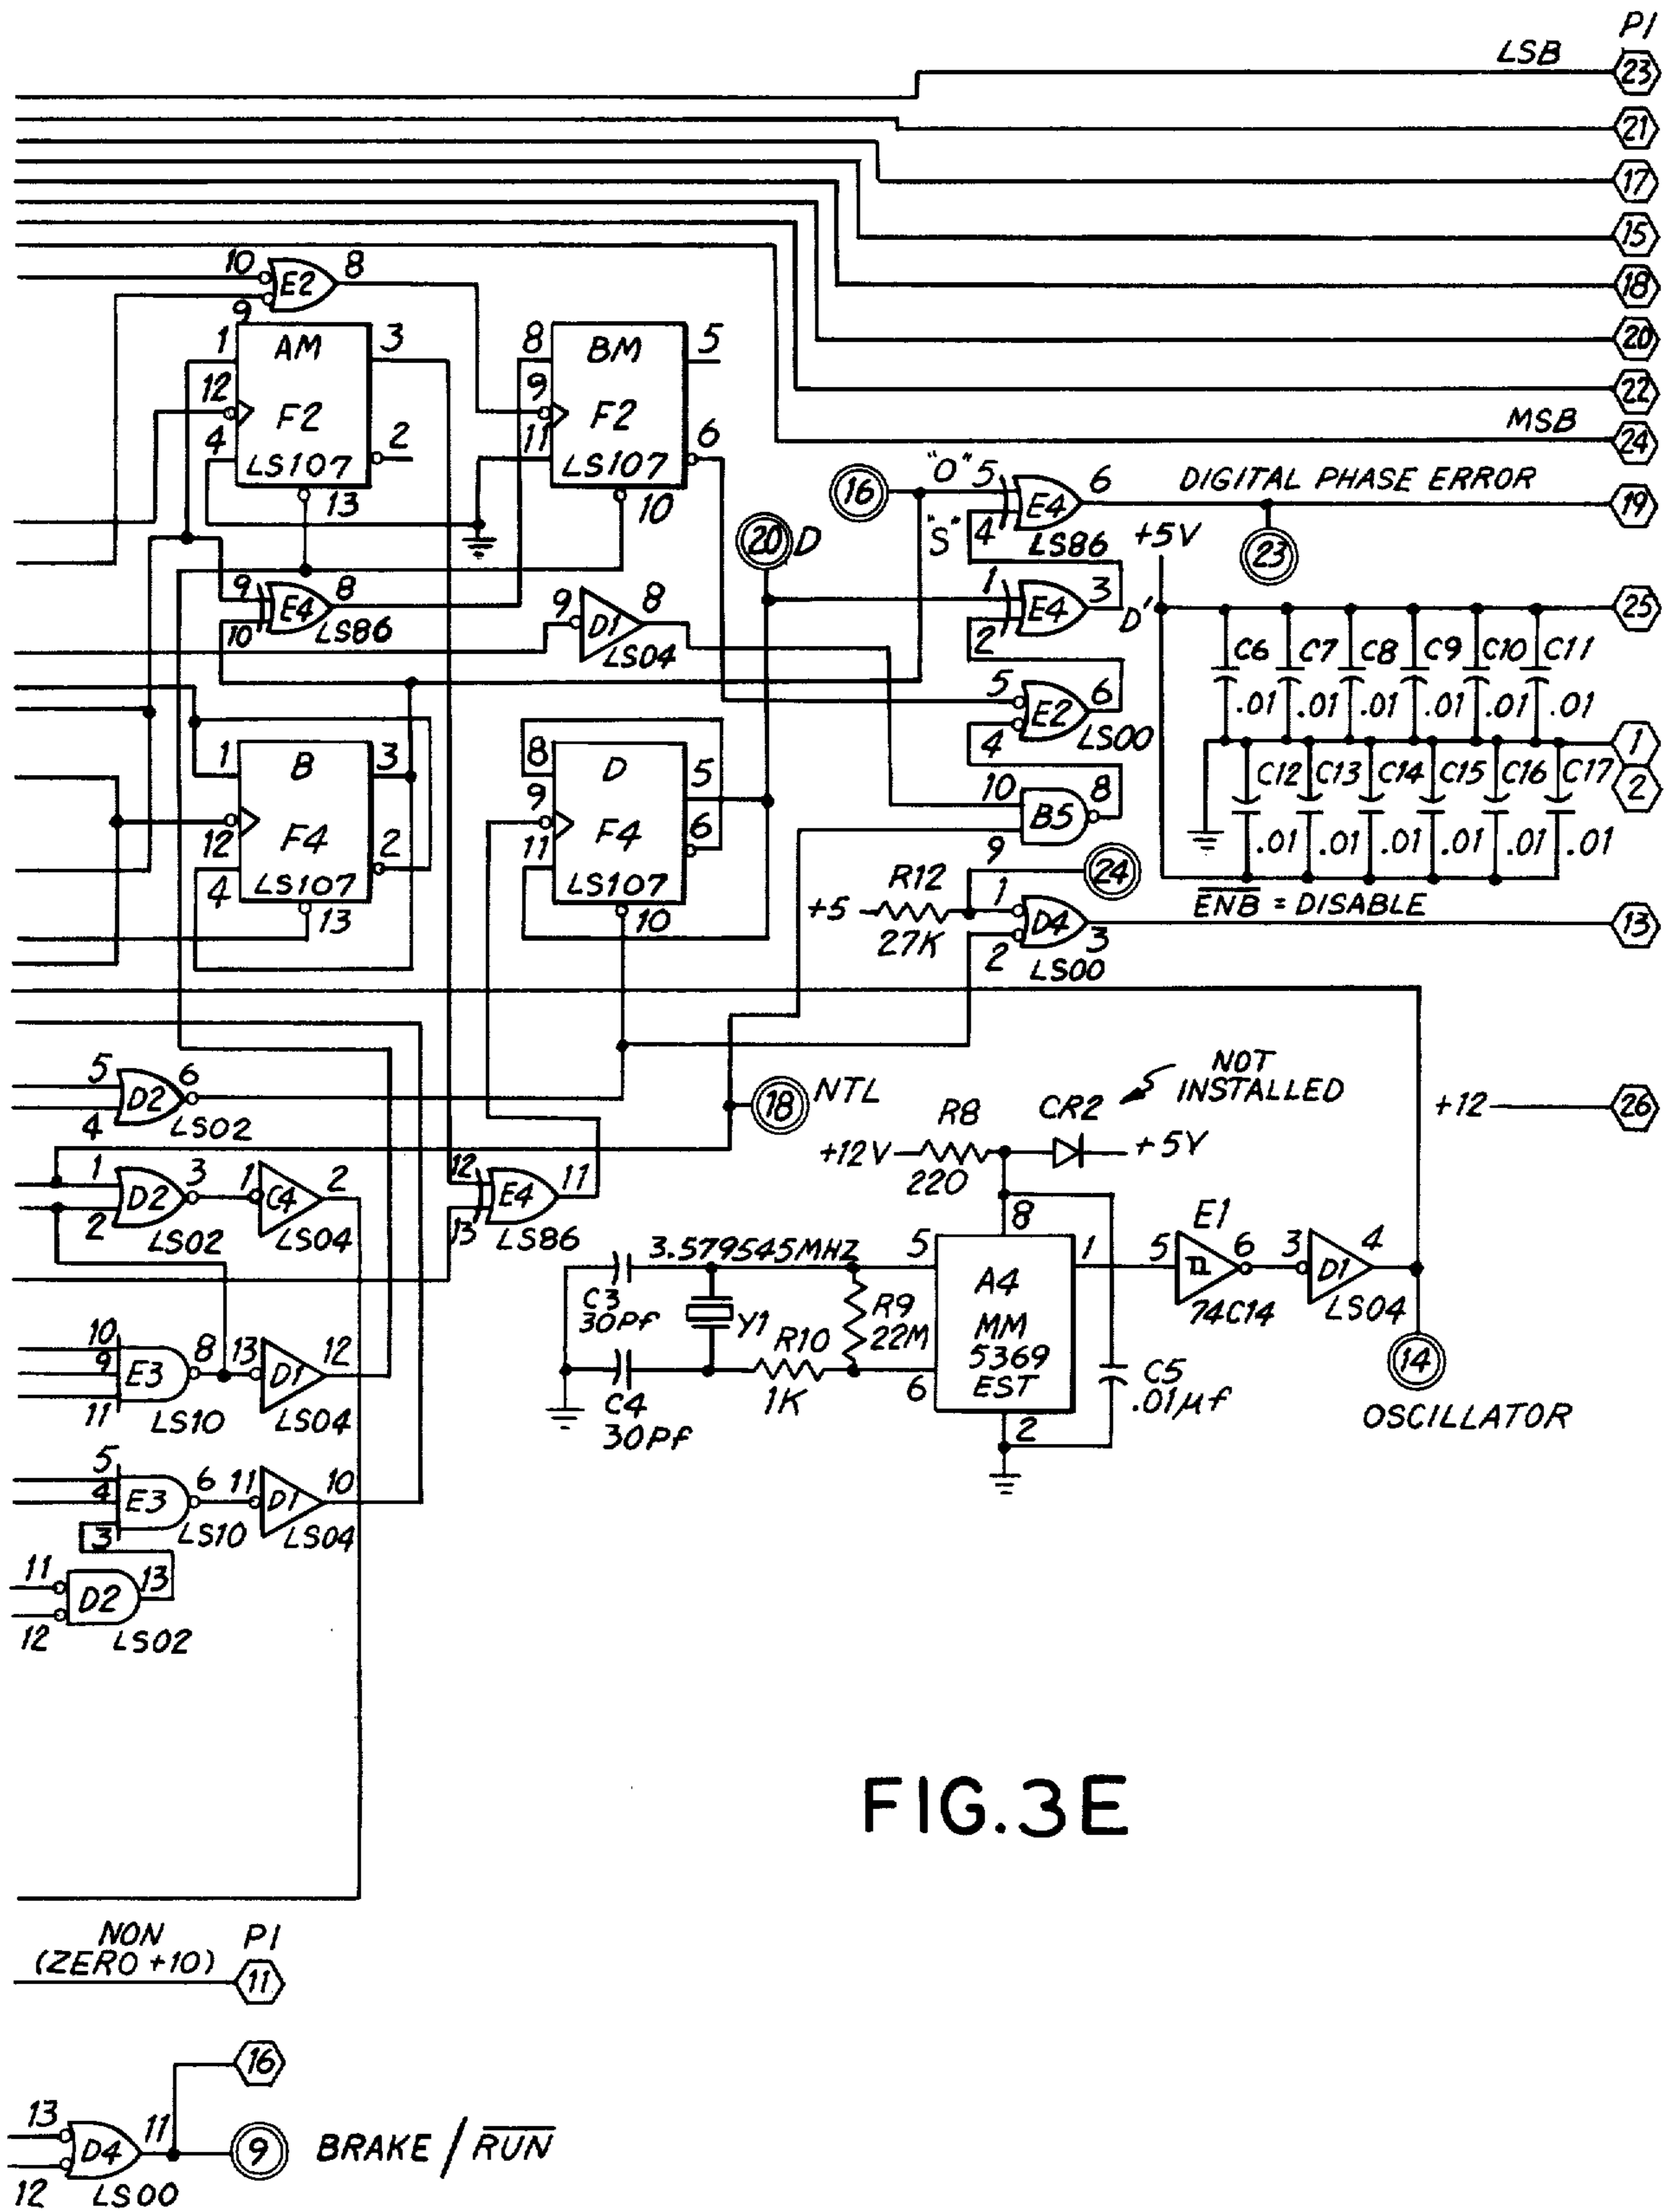 P1
LSB 23
21
17
15
18
20
22
MSB 24
10 E2 8
9
1 AM 3
12 F2
4 2
LS107
13
8 BM 5
9 F2
11 6
LS107
10
16 "O" 5 E4 6 DIGITAL PHASE ERROR 19
"S" 4 LS86
23
20 D
9 E4 8
10 LS86
9 D1 8
LS04
1 E4 3 D'
2
5 E2 6
4 LS00
10 B5 8
9
+5V
25
C6 C7 C8 C9 C10 C11
.01 .01 .01 .01 .01 .01
1
2
C12 C13 C14 C15 C16 C17
.01 .01 .01 .01 .01 .01
1 B 3
12 F4 2
4 LS107
13
8 D 5
9 F4 6
11 LS107
10
24
R12
+5 27K
1 D4 3
2 LS00
ENB = DISABLE 13
5 D2 6
4 LS02
18 NTL
NOT
INSTALLED
+12 26
R8 CR2
+12V 220 +5V
1 D2 3 1 C4 2
2 LS02 LS04
12 E4 11
13 LS86
3.579545MHZ
C3
30Pf
Y1
R10
1K
R9
22M
C4
30Pf
8
5 A4 1
MM
5369
EST
6 2
C5
.01μf
E1
5 6 3 D1 4
74C14 LS04
14
OSCILLATOR
10
9 E3 8 13 D1 12
11 LS10 LS04
5
4 E3 6 11 D1 10
3 LS10 LS04
11 D2 13
12 LS02
FIG.3E
NON P1
(ZERO +10) 11
16
13 D4 11 9 BRAKE / RUN
12 LS00